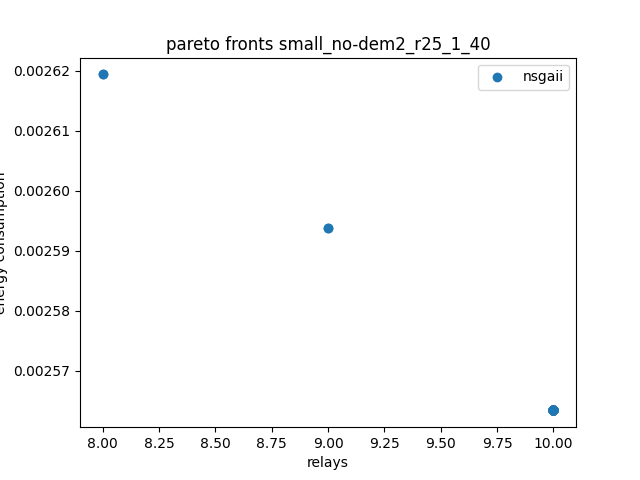 pareto fronts small_no-dem2_r25_1_40
nsgaii
0.00262
0.00261
0.00260
0.00259
0.00258
0.00257
energy consumption
8.00 8.25 8.50 8.75 9.00 9.25 9.50 9.75 10.00
relays